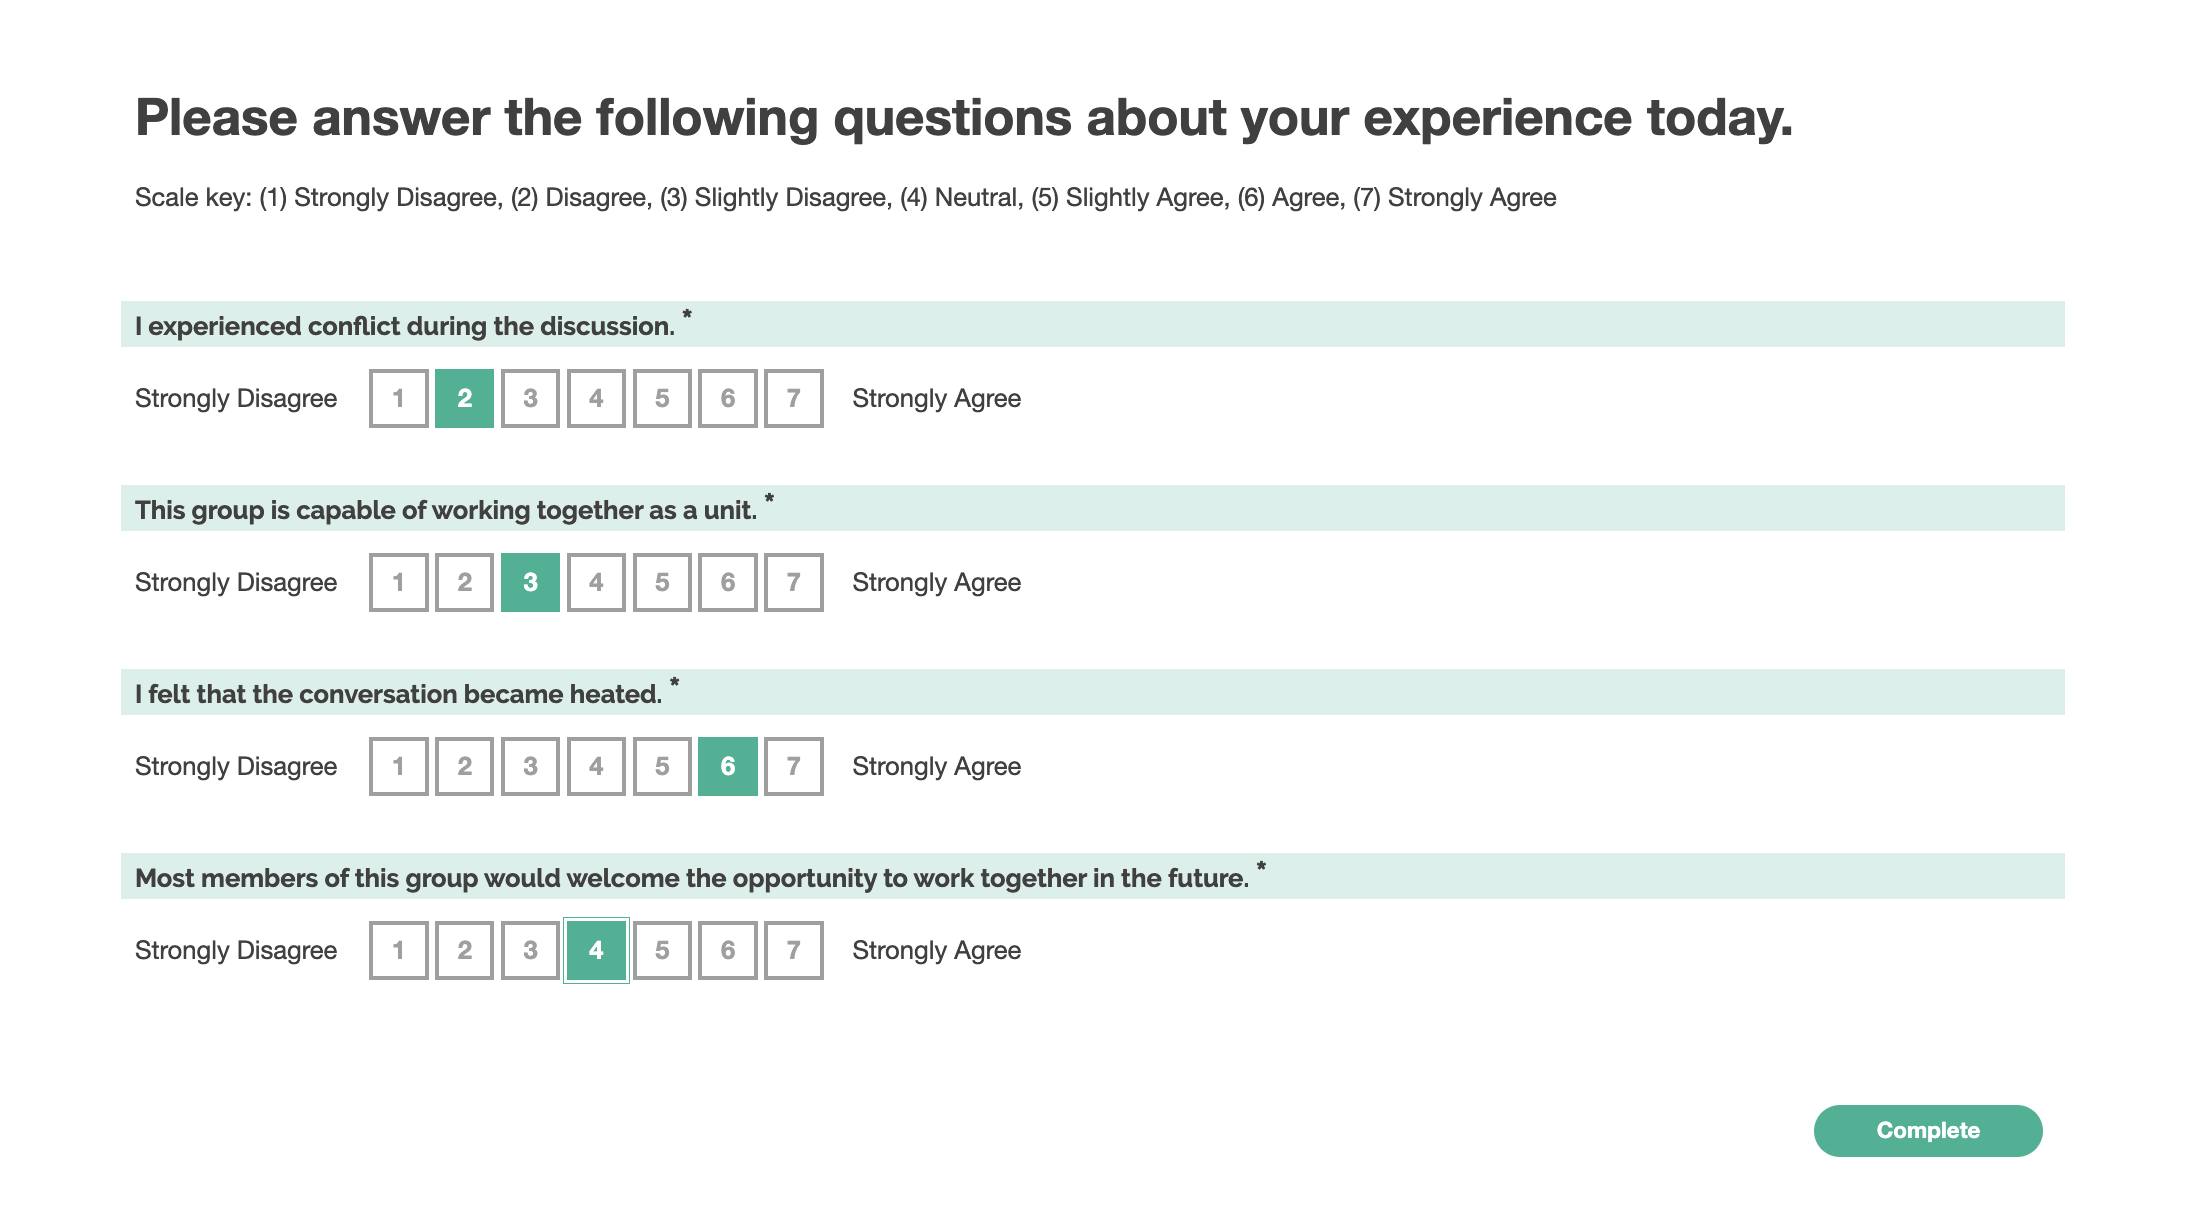 Please answer the following questions about your experience today.
Scale key: (1) Strongly Disagree, (2) Disagree, (3) Slightly Disagree, (4) Neutral, (5) Slightly Agree, (6) Agree, (7) Strongly Agree
I experienced conflict during the discussion. *
Strongly Disagree 1 2 3 4 5 6 7 Strongly Agree
This group is capable of working together as a unit. *
Strongly Disagree 1 2 3 4 5 6 7 Strongly Agree
I felt that the conversation became heated. *
Strongly Disagree 1 2 3 4 5 6 7 Strongly Agree
Most members of this group would welcome the opportunity to work together in the future. *
Strongly Disagree 1 2 3 4 5 6 7 Strongly Agree
Complete